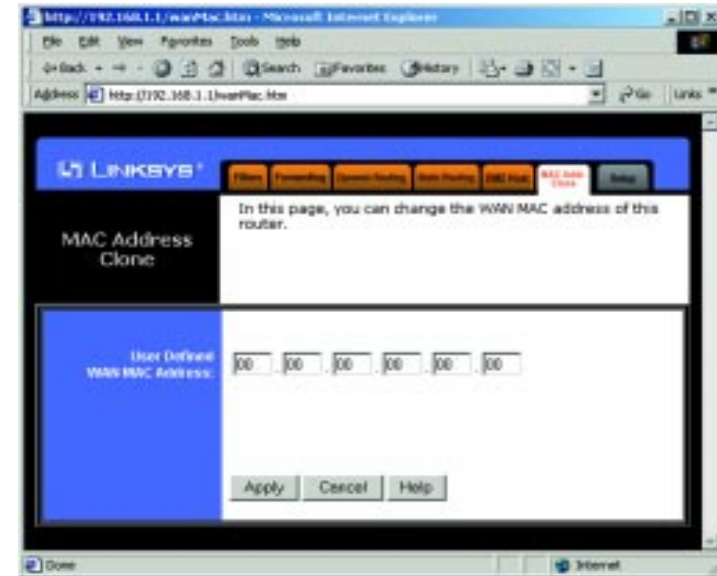 http://192.168.1.1/wanMac.htm - Microsoft Internet Explorer
File Edit View Favorites Tools Help
Back Search Favorites History
Address http://192.168.1.1/wanMac.htm Go Links
LINKSYS
Filters Forwarding Dynamic Routing Static Routing DMZ Host MAC Addr. Clone Setup
MAC Address
Clone
In this page, you can change the WAN MAC address of this
router.
User Defined
WAN MAC Address:
00 . 00 . 00 . 00 . 00 . 00
Apply Cancel Help
Done Internet